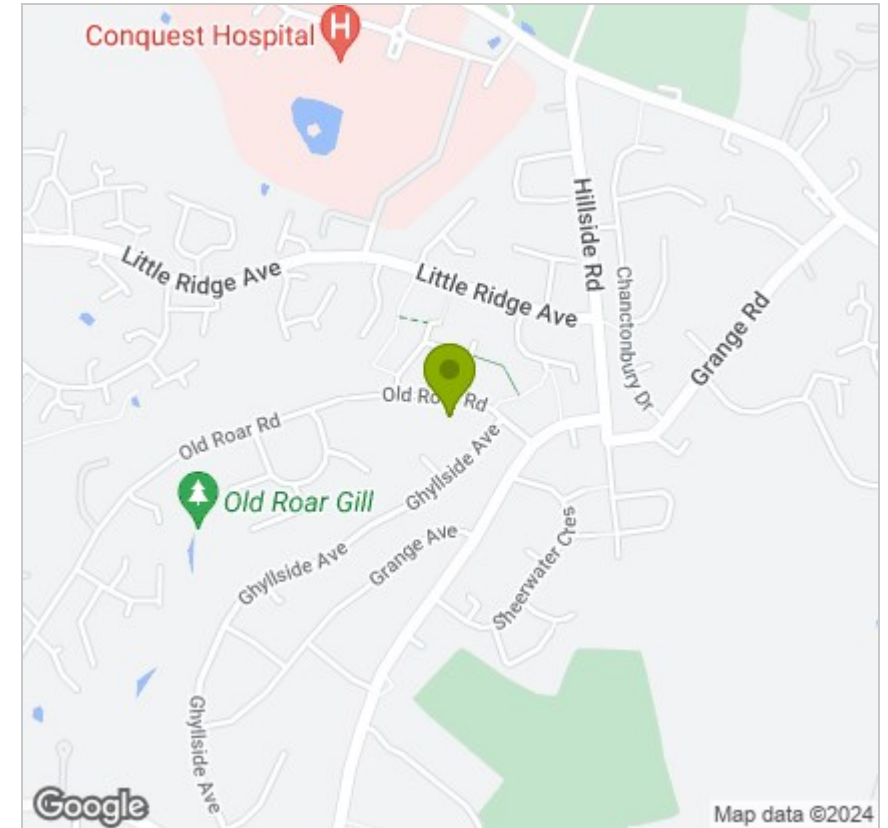 Conquest Hospital
H
Hillside Rd
Little Ridge Ave
Little Ridge Ave
Chanctonbury Dr
Grange Rd
Old Roar Rd
Old Roar Rd
Ghyllside Ave
Old Roar Gill
Ghyllside Ave
Grange Ave
Sheerwater Cres
Ghyllside Ave
Google
Map data ©2024